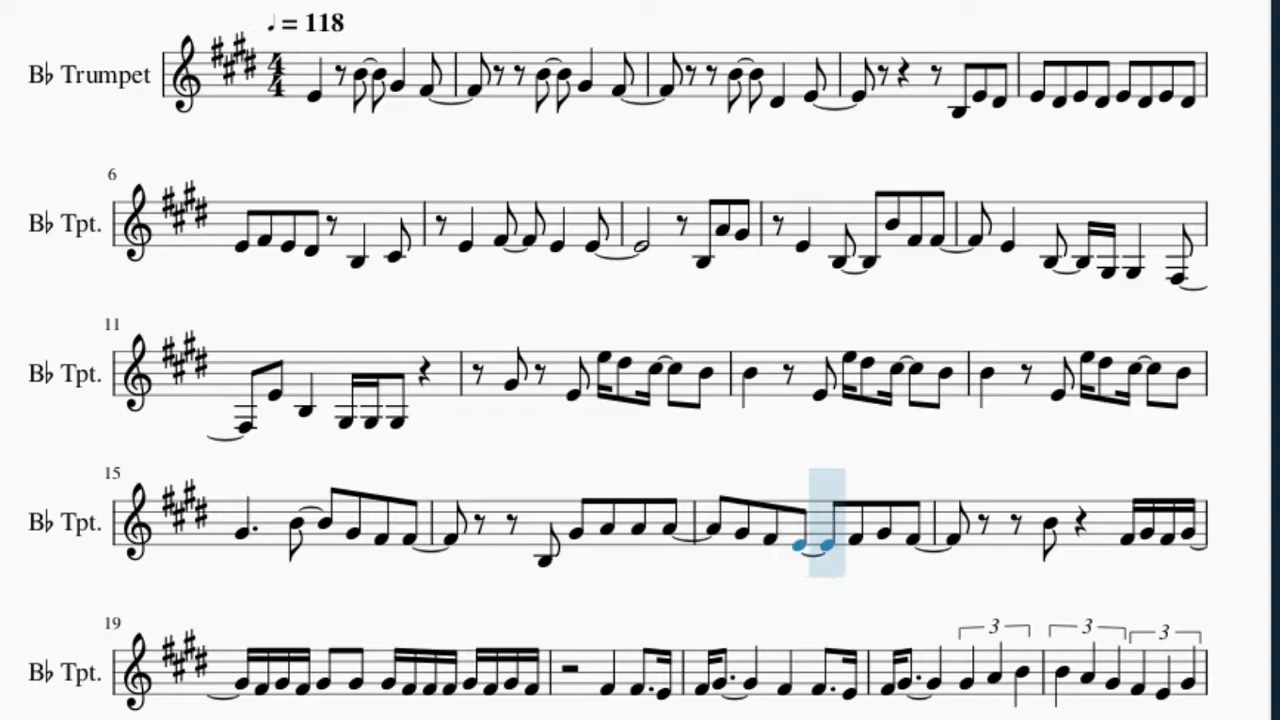 ♩ = 118
B♭ Trumpet
4
4
6
B♭ Tpt.
11
B♭ Tpt.
15
B♭ Tpt.
19
B♭ Tpt.
3 3 3